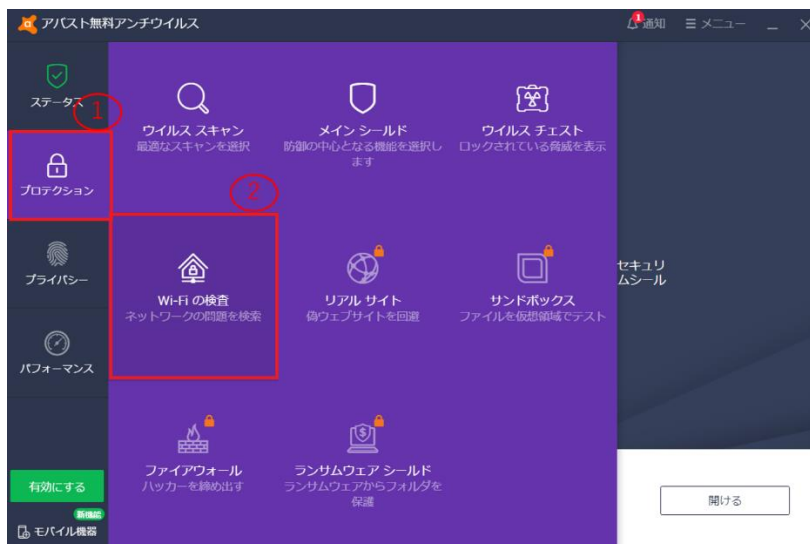 アバスト無料アンチウイルス
1
通知
メニュー
ステータス
1
プロテクション
プライバシー
パフォーマンス
有効にする
新機能
モバイル機器
ウイルス スキャン
最適なスキャンを選択
メイン シールド
防御の中心となる機能を選択し
ます
ウイルス チェスト
ロックされている脅威を表示
2
Wi-Fi の検査
ネットワークの問題を検索
リアル サイト
偽ウェブサイトを回避
サンドボックス
ファイルを仮想領域でテスト
ファイアウォール
ハッカーを締め出す
ランサムウェア シールド
ランサムウェアからフォルダを
保護
セキュリ
ムシール
開ける